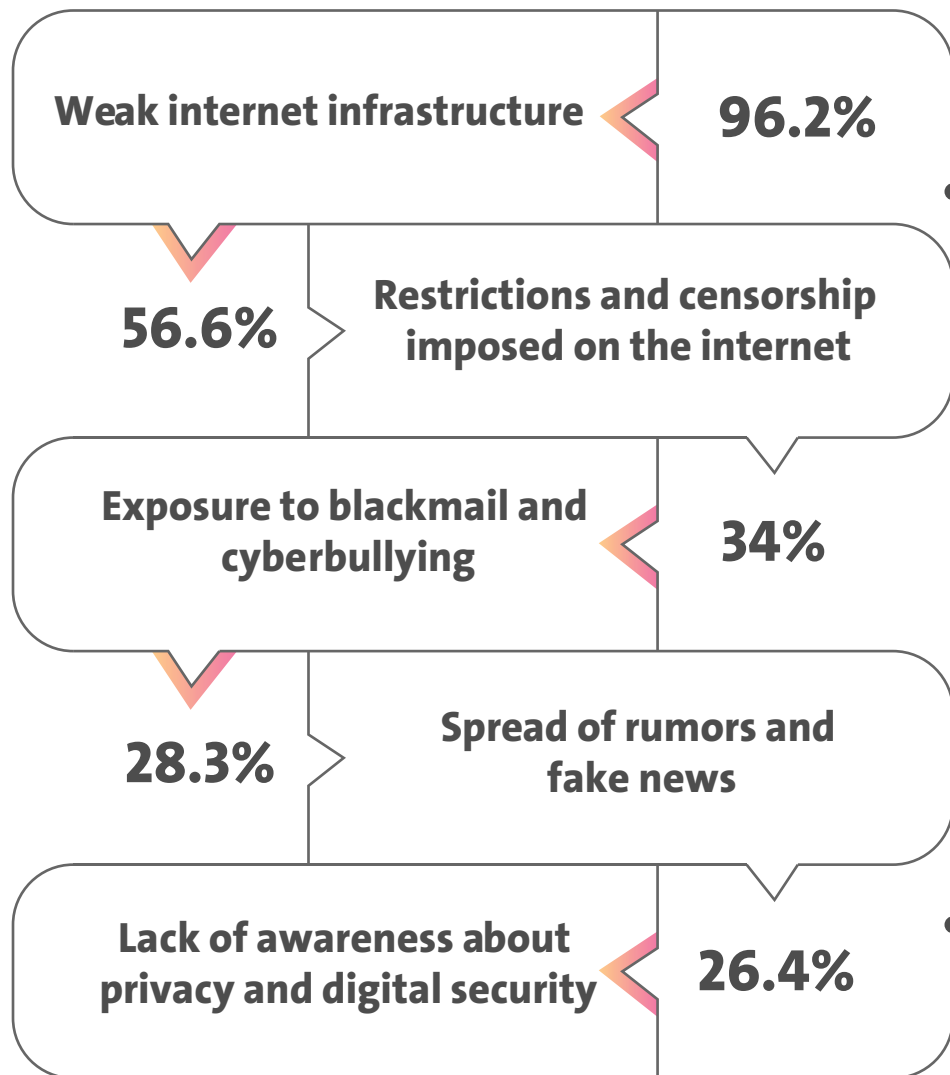 Weak internet infrastructure
96.2%
56.6%
Restrictions and censorship
imposed on the internet
Exposure to blackmail and
cyberbullying
34%
28.3%
Spread of rumors and
fake news
Lack of awareness about
privacy and digital security
26.4%